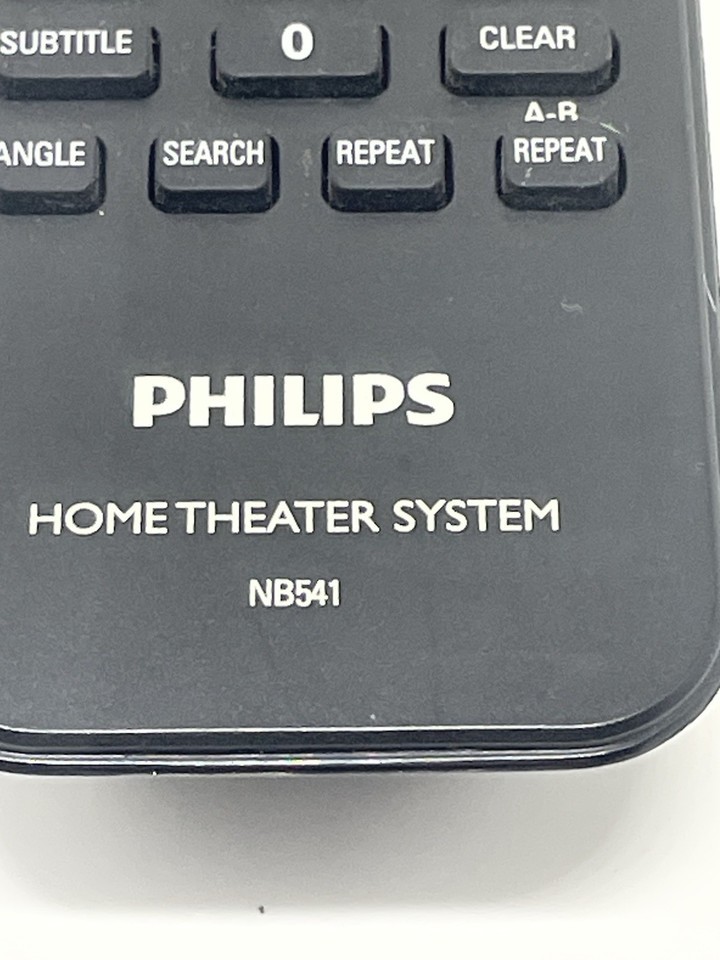 SUBTITLE 0 CLEAR
A-B
ANGLE SEARCH REPEAT REPEAT
PHILIPS
HOME THEATER SYSTEM
NB541